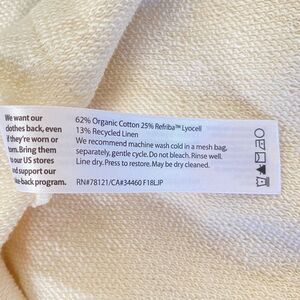 We want our
clothes back, even
if they're worn or
torn. Bring them
to our US stores
and support our
take-back program.
62% Organic Cotton 25% Refibra™ Lyocell
13% Recycled Linen
We recommend machine wash cold in a mesh bag,
separately, gentle cycle. Do not bleach. Rinse well.
Line dry. Press to restore. May be dry cleaned.
RN#78121/CA#34460 F18LJP